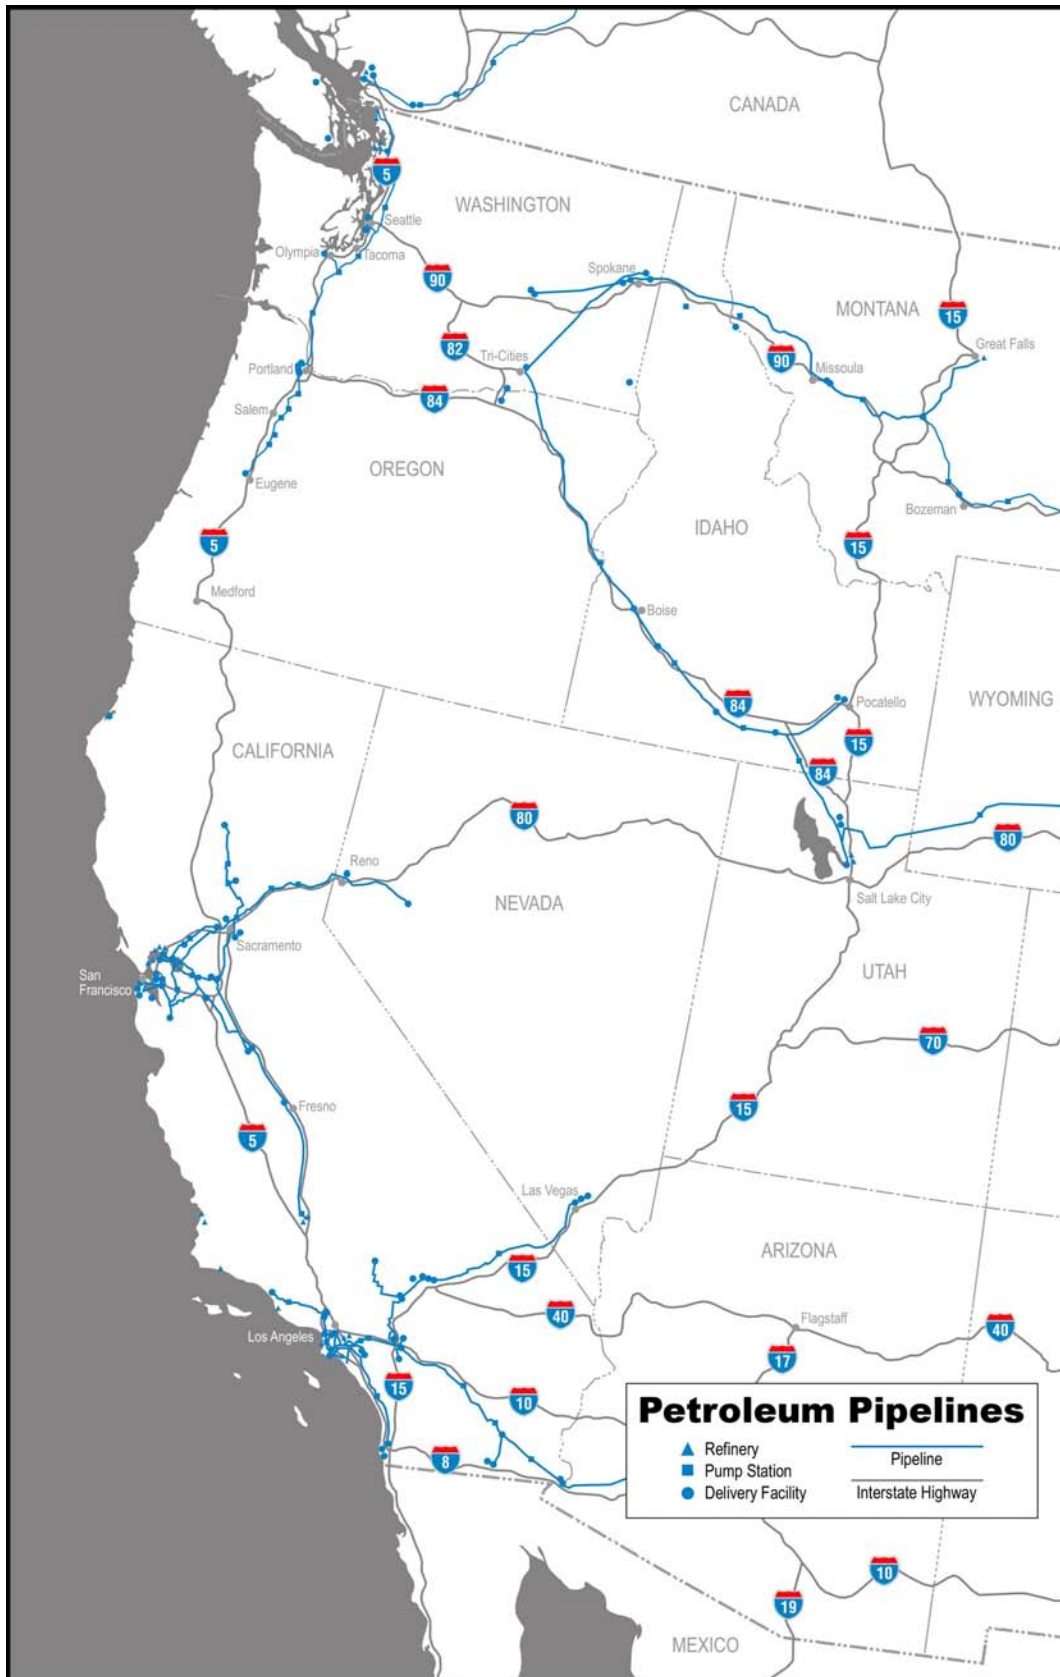 CANADA
5
WASHINGTON
Seattle
Olympia
Tacoma
90
Spokane
MONTANA
15
82
Tri-Cities
90
Great Falls
Portland
Missoula
84
Salem
OREGON
Eugene
Bozeman
IDAHO
5
15
Medford
Boise
WYOMING
84
Pocatello
15
CALIFORNIA
84
80
80
Reno
NEVADA
Salt Lake City
Sacramento
San
Francisco
UTAH
70
15
Fresno
5
Las Vegas
ARIZONA
15
40
Flagstaff
40
Los Angeles
17
15
10
8
Petroleum Pipelines
Refinery
Pump Station
Delivery Facility
Pipeline
Interstate Highway
10
19
MEXICO